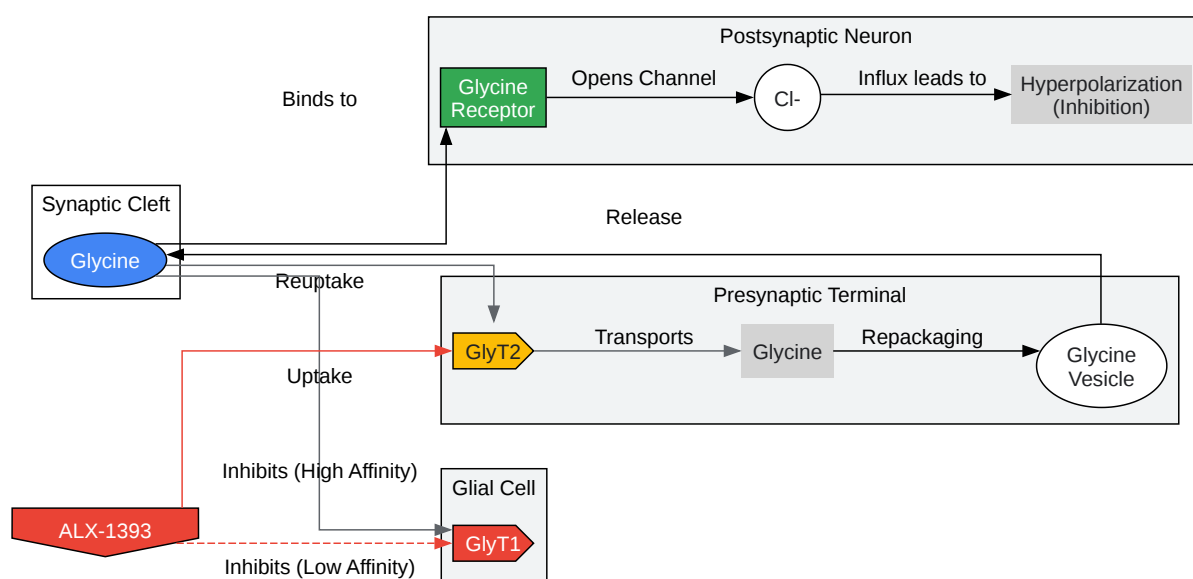 Postsynaptic Neuron
Glycine
Receptor
Opens Channel
Cl-
Influx leads to
Hyperpolarization
(Inhibition)
Binds to
Synaptic Cleft
Glycine
Release
Reuptake
Presynaptic Terminal
GlyT2
Transports
Glycine
Repackaging
Glycine
Vesicle
Uptake
Inhibits (High Affinity)
Glial Cell
ALX-1393
GlyT1
Inhibits (Low Affinity)